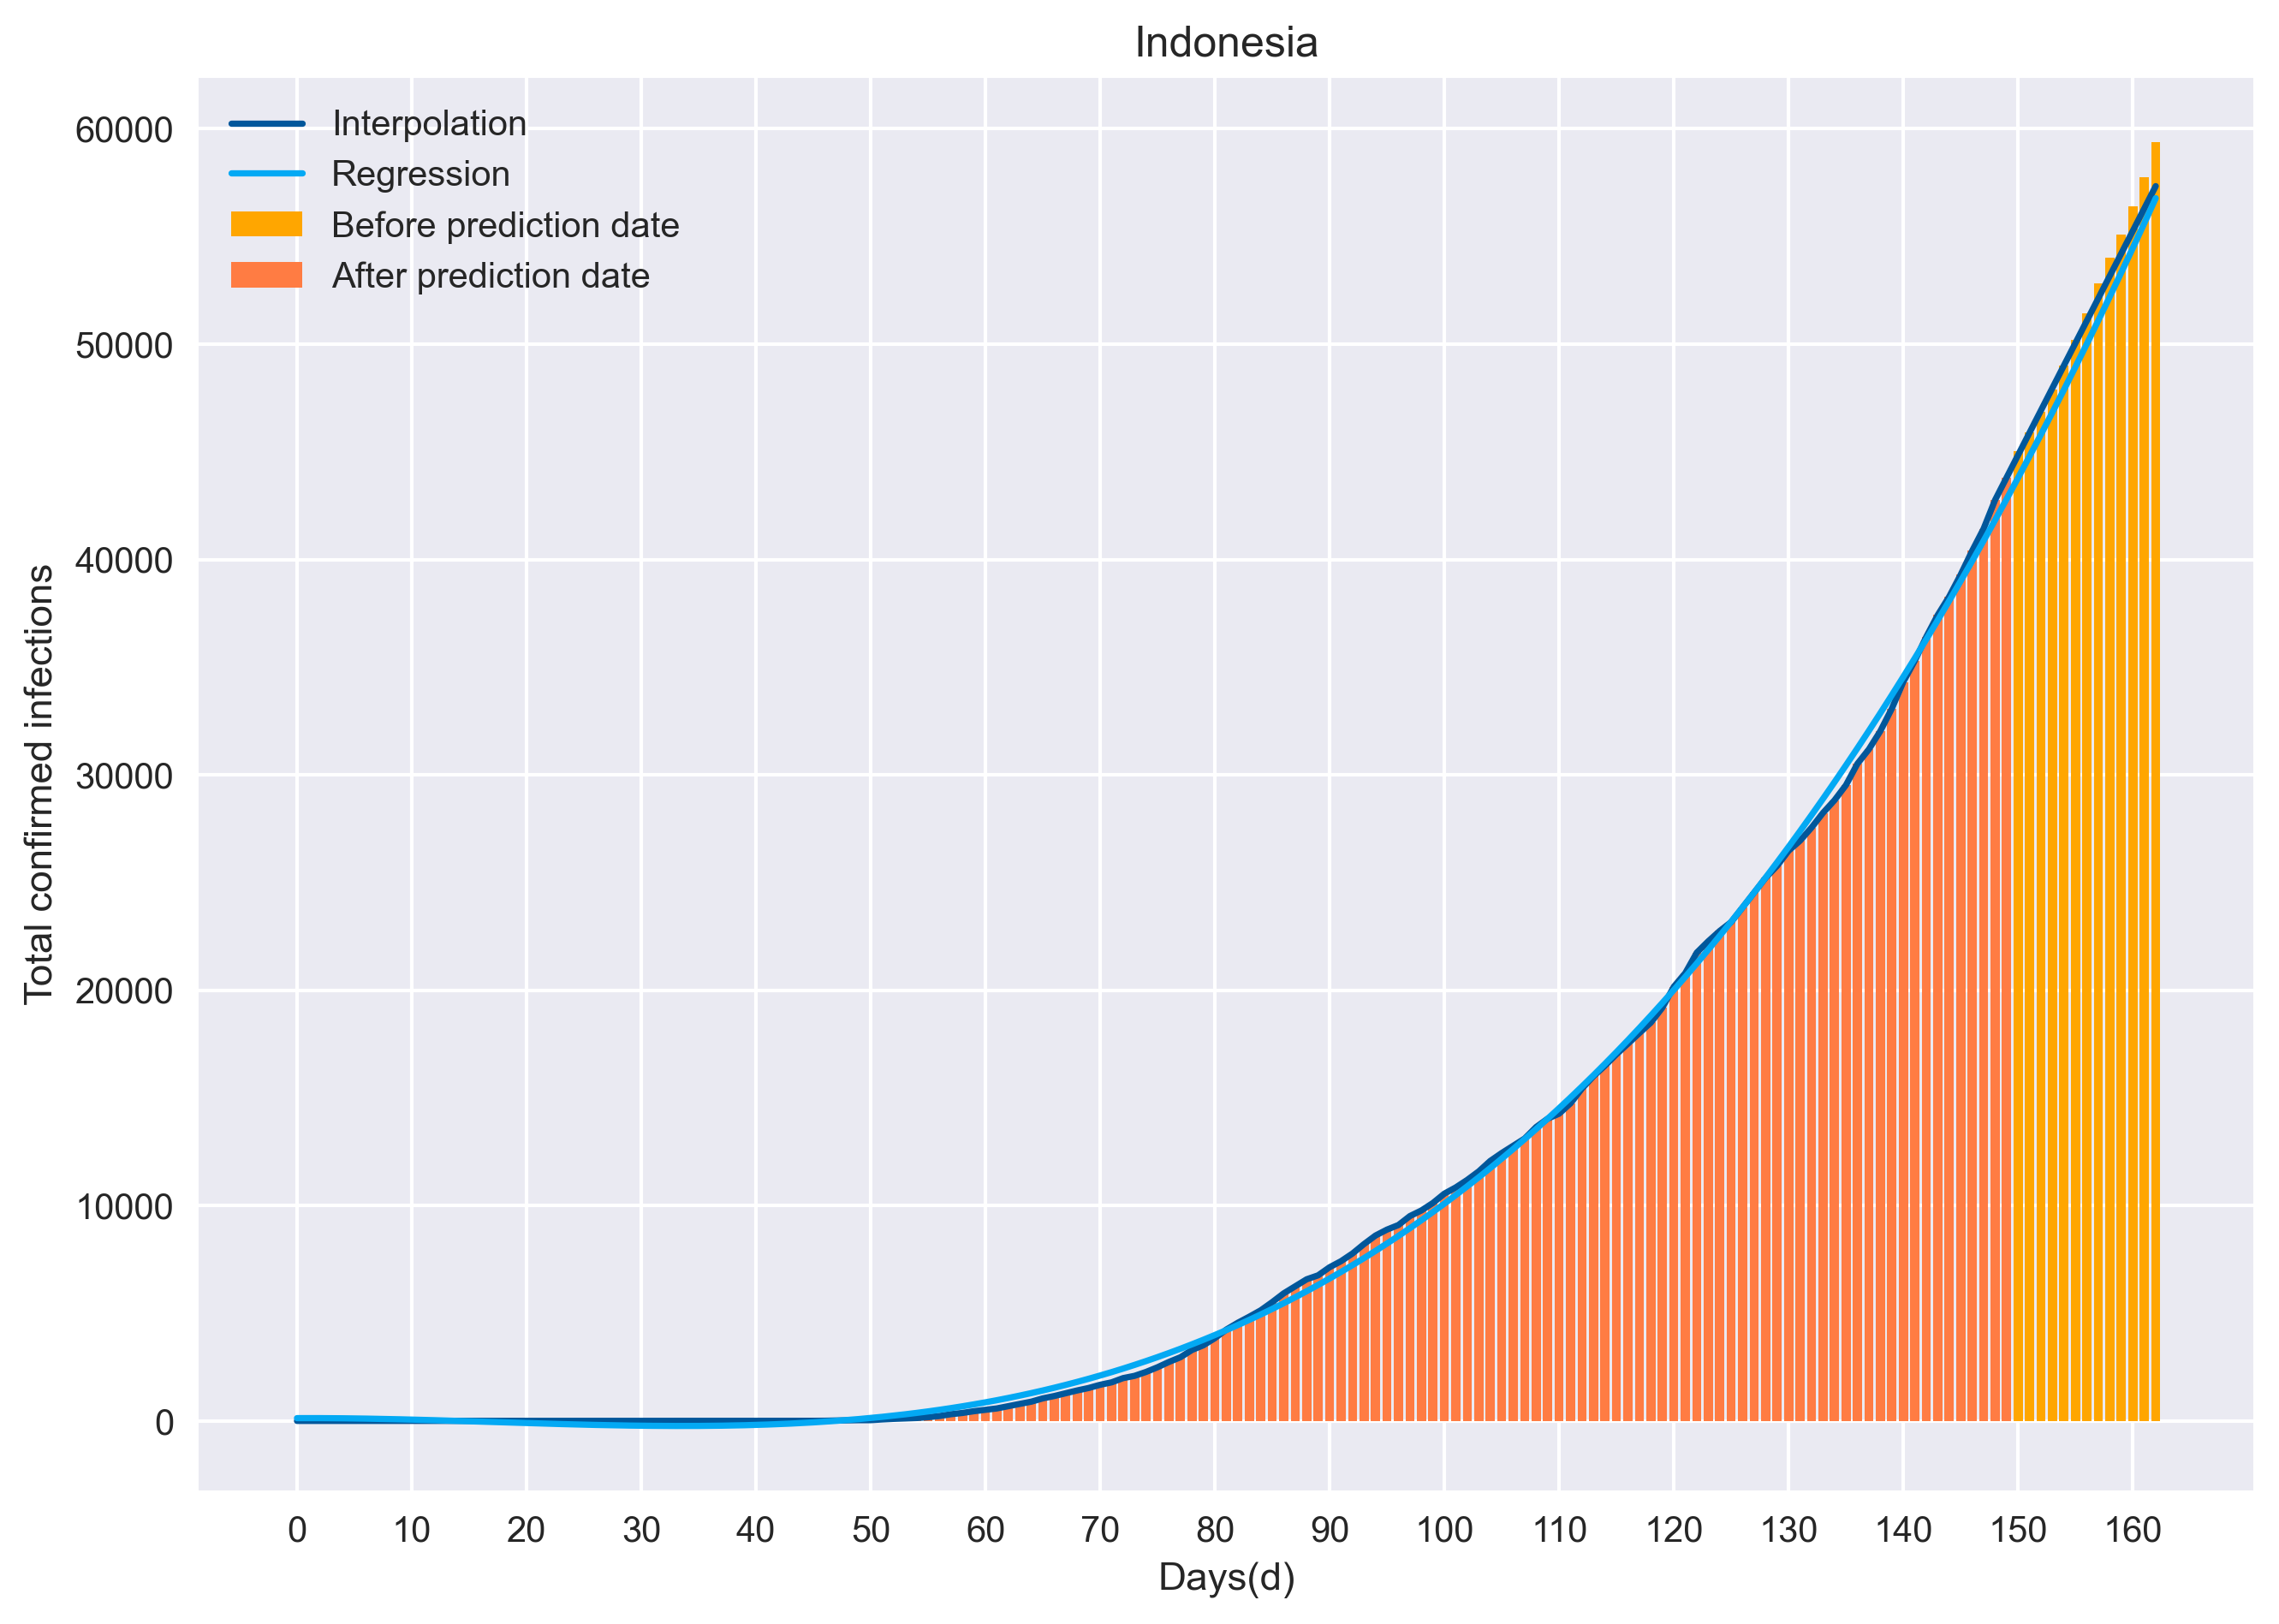 Indonesia
Interpolation
Regression
Before prediction date
After prediction date
60000
50000
40000
30000
20000
10000
0
Total confirmed infections
0 10 20 30 40 50 60 70 80 90 100 110 120 130 140 150 160
Days(d)